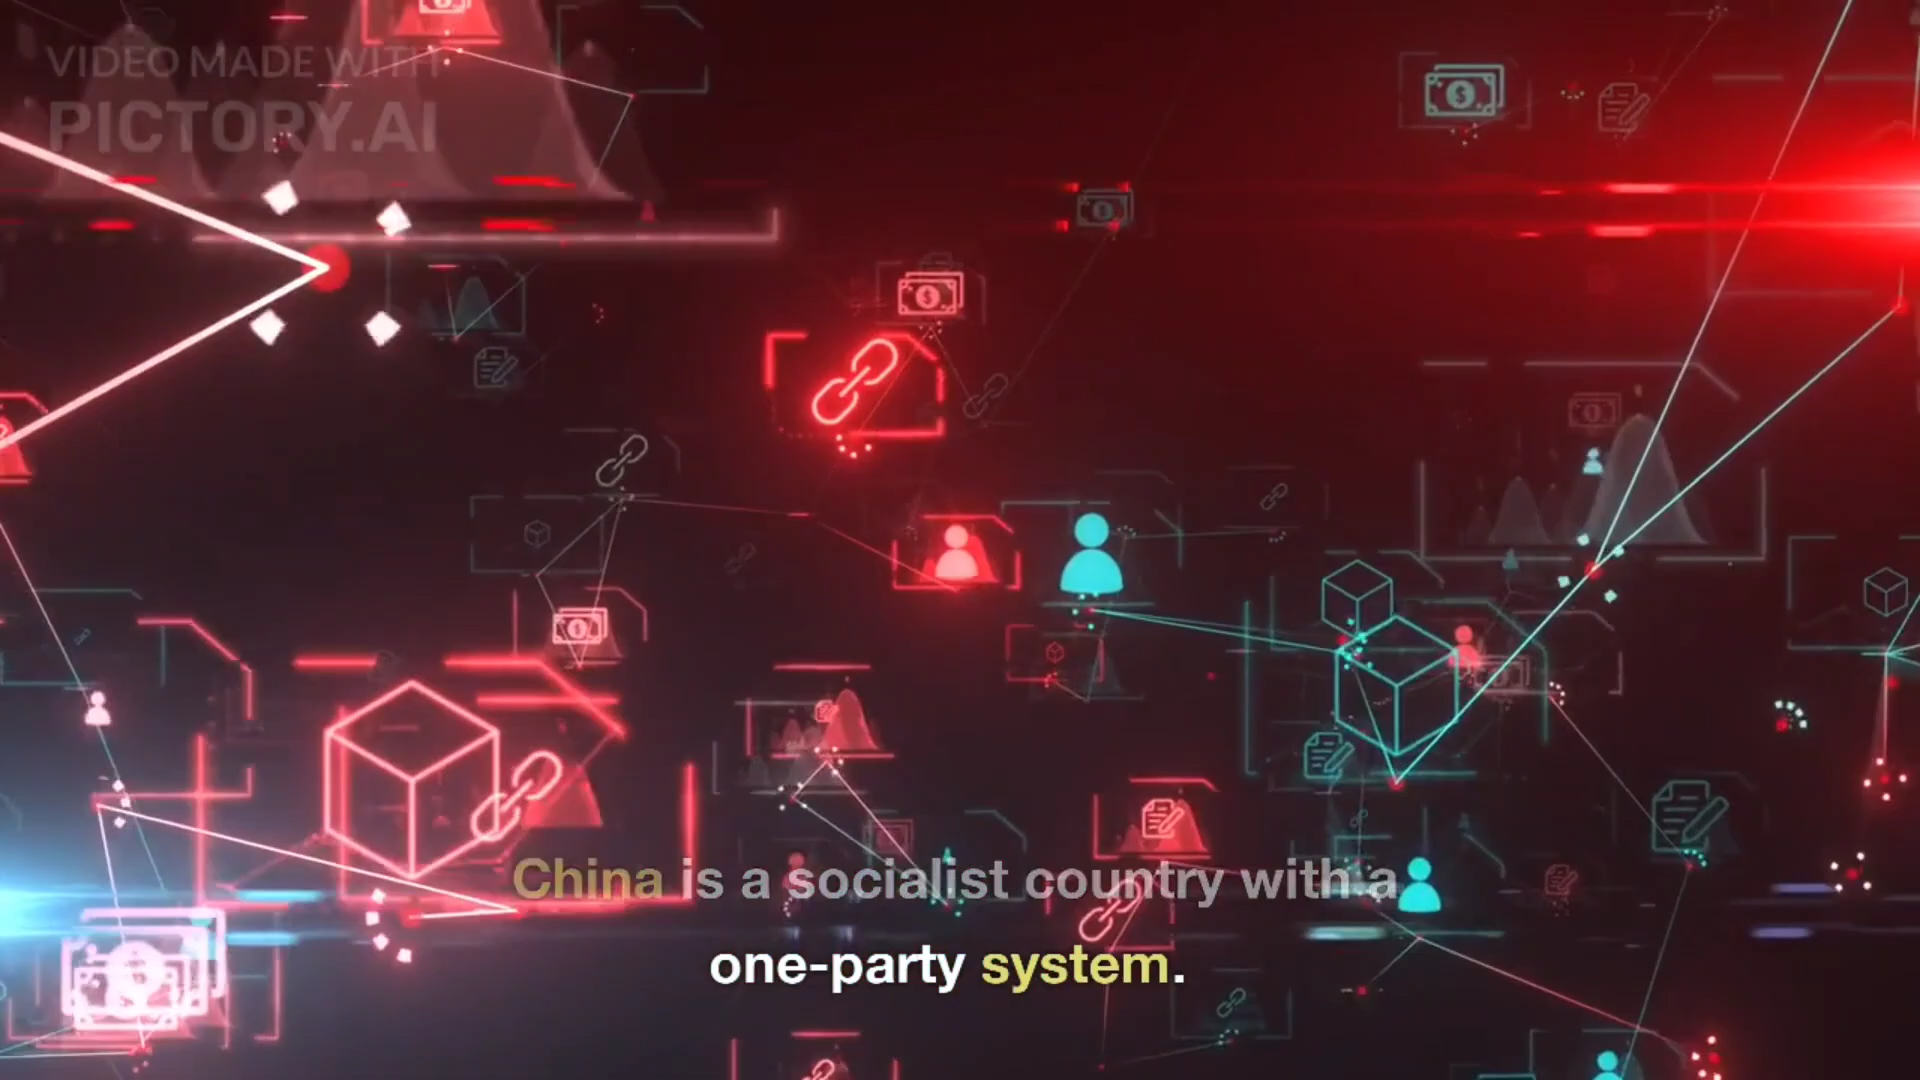 VIDEO MADE WITH
PICTORY.AI
China is a socialist country with a
one-party system.